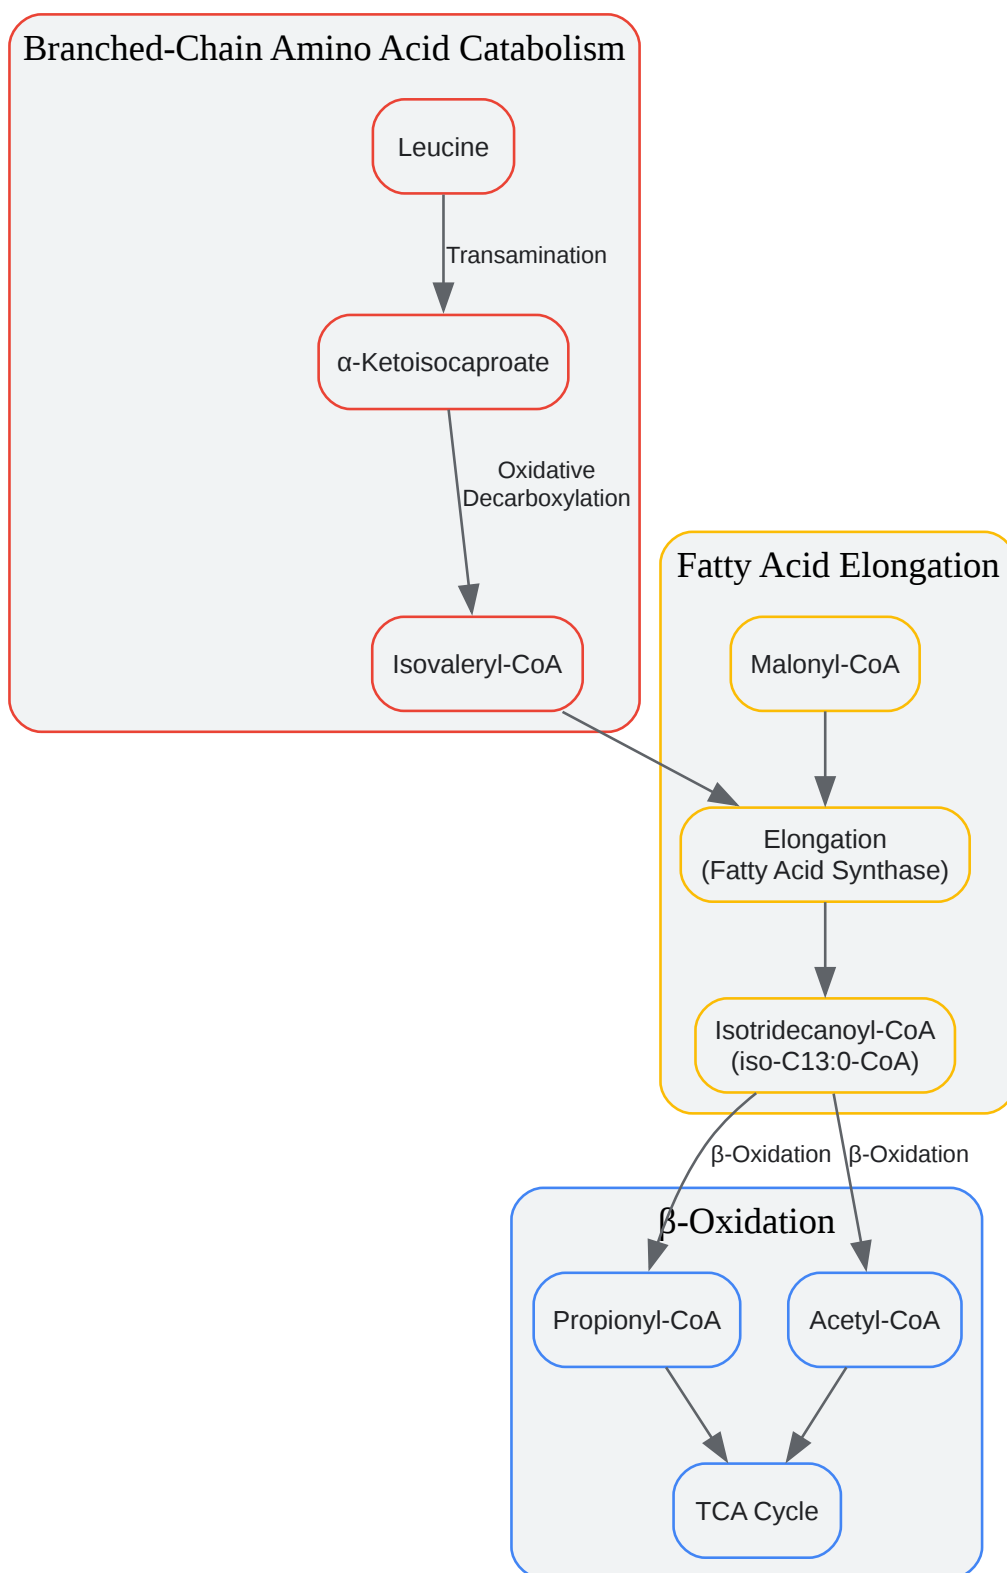 Branched-Chain Amino Acid Catabolism
Leucine
Transamination
α-Ketoisocaproate
Oxidative
Decarboxylation
Isovaleryl-CoA
Fatty Acid Elongation
Malonyl-CoA
Elongation
(Fatty Acid Synthase)
Isotridecanoyl-CoA
(iso-C13:0-CoA)
β-Oxidation
β-Oxidation
β-Oxidation
Propionyl-CoA
Acetyl-CoA
TCA Cycle